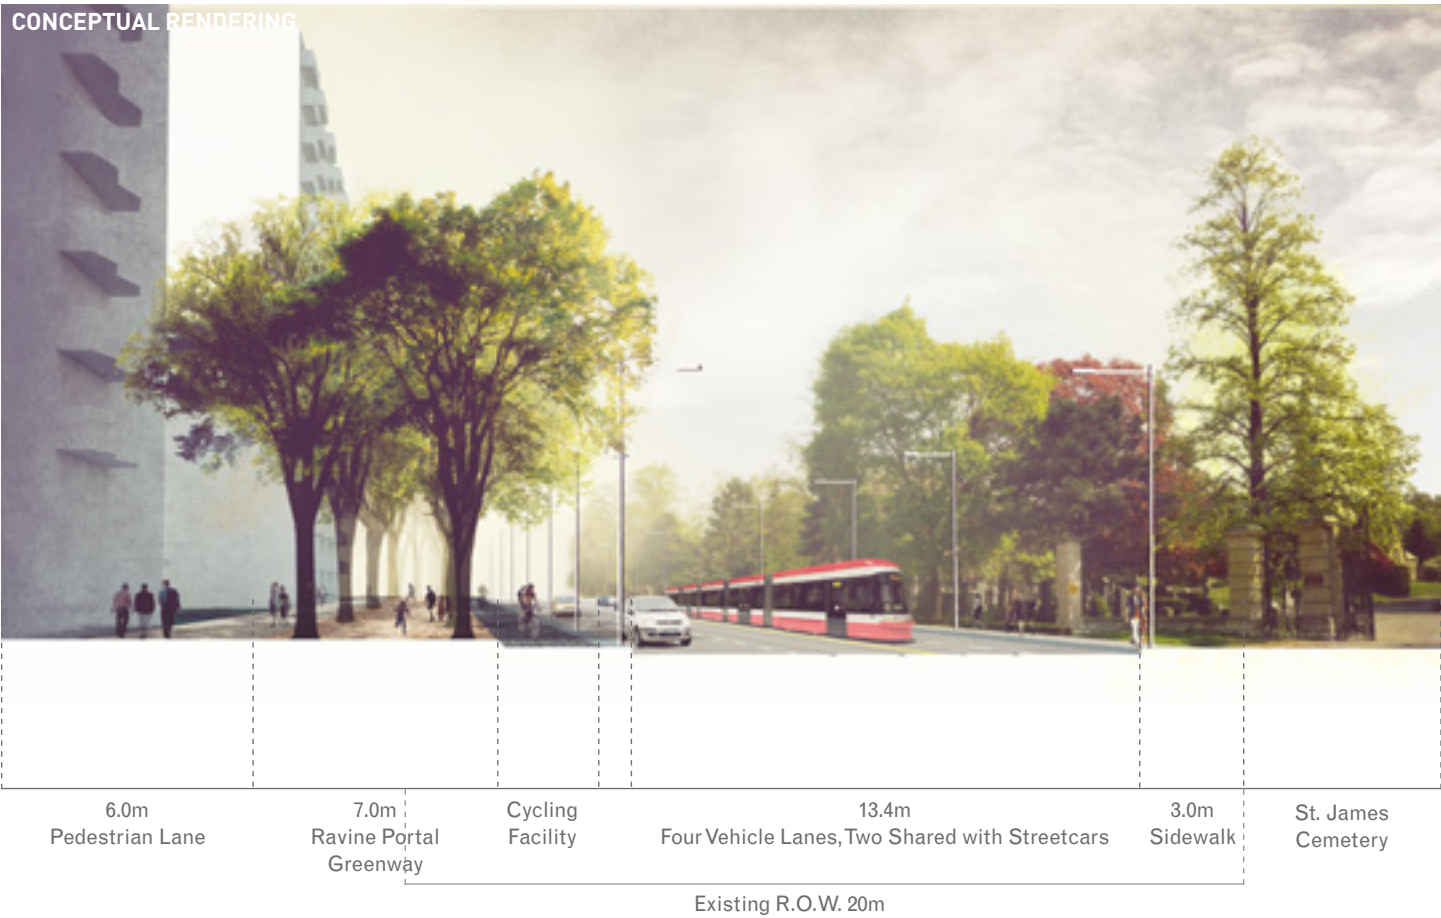 CONCEPTUAL RENDERING
6.0m
Pedestrian Lane
7.0m
Ravine Portal
Greenway
Cycling
Facility
13.4m
Four Vehicle Lanes, Two Shared with Streetcars
3.0m
Sidewalk
St. James
Cemetery
Existing R.O.W. 20m